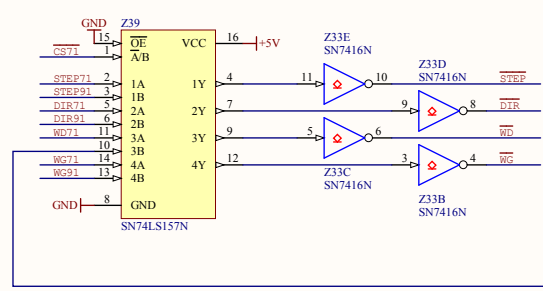 GND
Z39
Z33E
SN7416N
15
OE
VCC
16
+5V
CS71
1
A/B
Z33D
SN7416N
STEP71
2
1A
1Y
4
11
10
STEP
STEP91
3
1B
DIR71
5
2A
2Y
7
9
8
DIR
DIR91
6
2B
WD71
11
3A
3Y
9
5
6
WD
10
3B
WG71
14
4A
4Y
12
3
4
WG
WG91
13
4B
Z33C
SN7416N
GND
8
GND
Z33B
SN7416N
SN74LS157N